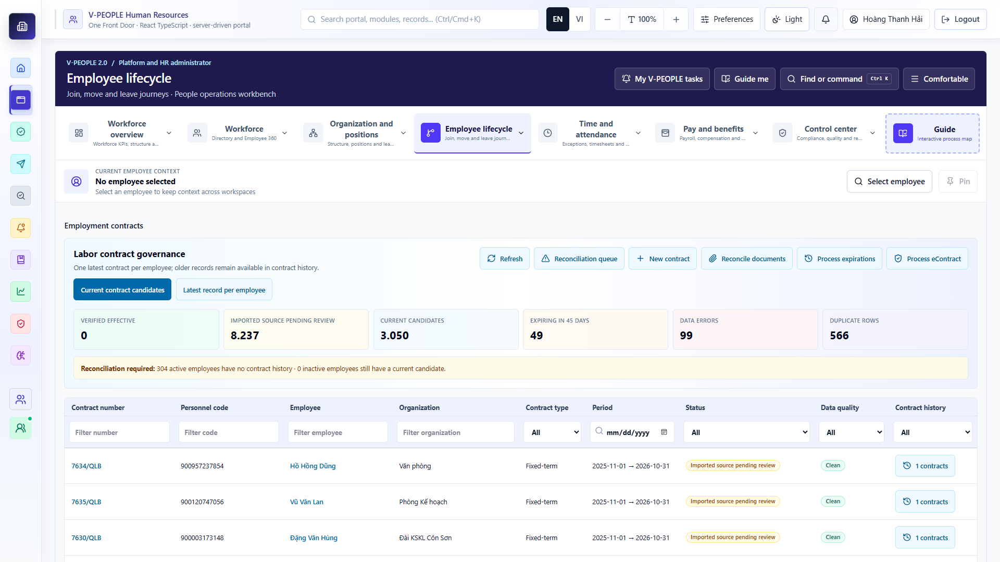 V-PEOPLE Human Resources
One Front Door · React TypeScript · server-driven portal
Search portal, modules, records... (Ctrl/Cmd+K)
EN
VI
100%
Preferences
Light
Hoàng Thanh Hải
Logout
V-PEOPLE 2.0 / Platform and HR administrator
Employee lifecycle
Join, move and leave journeys · People operations workbench
My V-PEOPLE tasks
Guide me
Find or command
Ctrl K
Comfortable
Workforce overview
Workforce KPIs, structure a...
Workforce
Directory and Employee 360
Organization and positions
Structure, positions and lea...
Employee lifecycle
Join, move and leave journ...
Time and attendance
Exceptions, timesheets and ...
Pay and benefits
Payroll, compensation and ...
Control center
Compliance, quality and re...
Guide
Interactive process map
CURRENT EMPLOYEE CONTEXT
No employee selected
Select an employee to keep context across workspaces
Select employee
Pin
Employment contracts
Labor contract governance
One latest contract per employee; older records remain available in contract history.
Refresh
Reconciliation queue
New contract
Reconcile documents
Process expirations
Process eContract
Current contract candidates
Latest record per employee
VERIFIED EFFECTIVE
0
IMPORTED SOURCE PENDING REVIEW
8.237
CURRENT CANDIDATES
3.050
EXPIRING IN 45 DAYS
49
DATA ERRORS
99
DUPLICATE ROWS
566
Reconciliation required: 304 active employees have no contract history · 0 inactive employees still have a current candidate.
Contract number Personnel code Employee Organization Contract type Period Status Data quality Contract history
Filter number Filter code Filter employee Filter organization All mm/dd/yyyy All All All
7634/QLB 900957237854 Hồ Hồng Dũng Văn phòng Fixed-term 2025-11-01 → 2026-10-31 Imported source pending review Clean 1 contracts
7635/QLB 900120747056 Vũ Văn Lan Phòng Kế hoạch Fixed-term 2025-11-01 → 2026-10-31 Imported source pending review Clean 1 contracts
7630/QLB 900003173148 Đặng Văn Hùng Đài KSKL Côn Sơn Fixed-term 2025-11-01 → 2026-10-31 Imported source pending review Clean 1 contracts